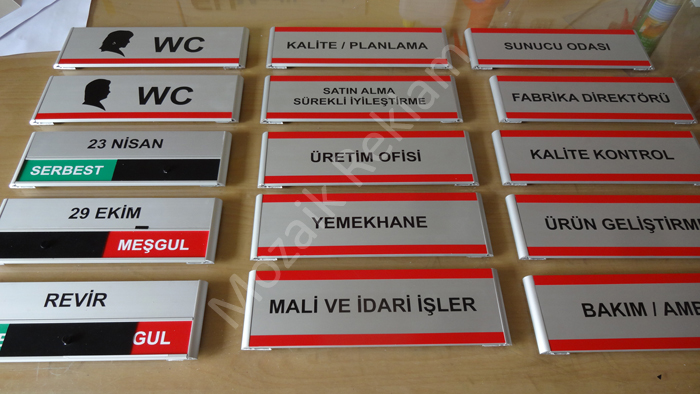 WC
WC
23 NİSAN
SERBEST
29 EKİM
MEŞGUL
REVİR
GUL
KALİTE / PLANLAMA
SATIN ALMA
SÜREKLİ İYİLEŞTİRME
ÜRETİM OFİSİ
YEMEKHANE
MALİ VE İDARİ İŞLER
SUNUCU ODASI
FABRİKA DİREKTÖRÜ
KALİTE KONTROL
ÜRÜN GELİŞTİRME
BAKIM / AMB
Mozaik Reklam